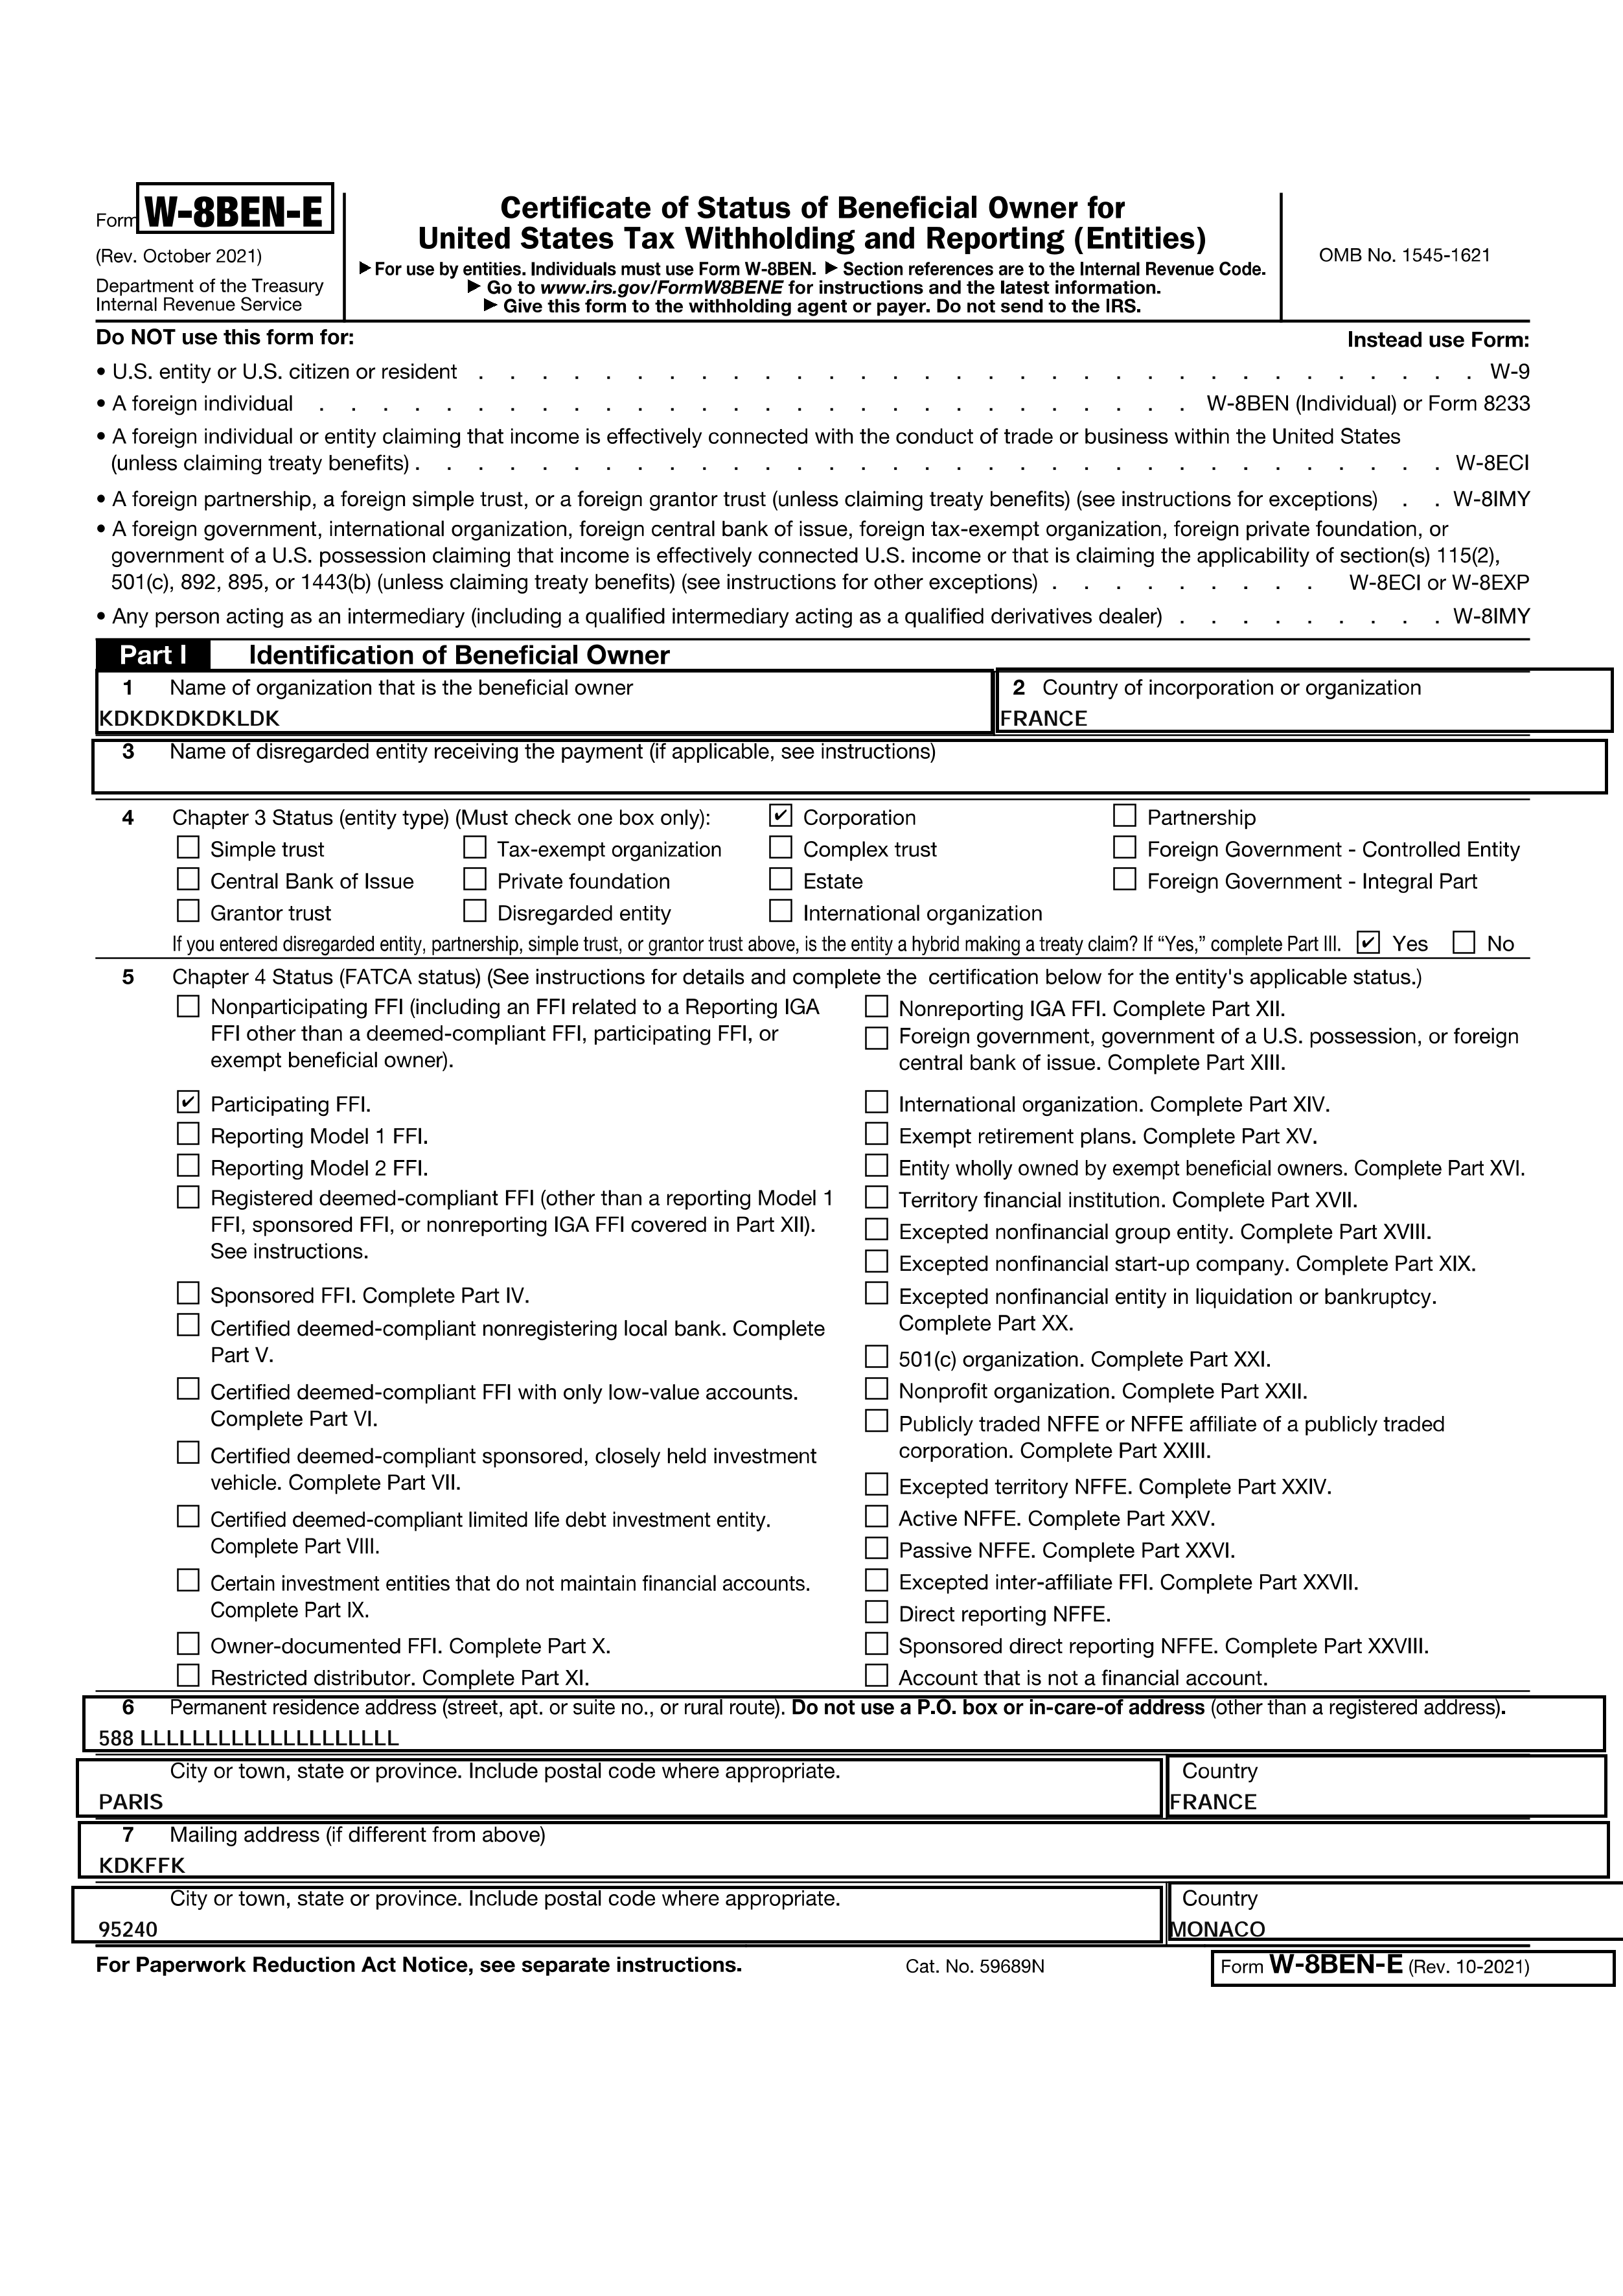 Form W-8BEN-E
(Rev. October 2021)
Department of the Treasury
Internal Revenue Service
Certificate of Status of Beneficial Owner for
United States Tax Withholding and Reporting (Entities)
▶ For use by entities. Individuals must use Form W-8BEN. ▶ Section references are to the Internal Revenue Code.
▶ Go to www.irs.gov/FormW8BENE for instructions and the latest information.
▶ Give this form to the withholding agent or payer. Do not send to the IRS.
OMB No. 1545-1621
Do NOT use this form for: Instead use Form:
• U.S. entity or U.S. citizen or resident . . . . . . . . . . . . . . . . . . . . . . . . . . . . . . . . W-9
• A foreign individual . . . . . . . . . . . . . . . . . . . . . . . . . . . . W-8BEN (Individual) or Form 8233
• A foreign individual or entity claiming that income is effectively connected with the conduct of trade or business within the United States
(unless claiming treaty benefits) . . . . . . . . . . . . . . . . . . . . . . . . . . . . . . . . . W-8ECI
• A foreign partnership, a foreign simple trust, or a foreign grantor trust (unless claiming treaty benefits) (see instructions for exceptions) . . W-8IMY
• A foreign government, international organization, foreign central bank of issue, foreign tax-exempt organization, foreign private foundation, or
government of a U.S. possession claiming that income is effectively connected U.S. income or that is claiming the applicability of section(s) 115(2),
501(c), 892, 895, or 1443(b) (unless claiming treaty benefits) (see instructions for other exceptions) . . . . . . . . . W-8ECI or W-8EXP
• Any person acting as an intermediary (including a qualified intermediary acting as a qualified derivatives dealer) . . . . . . . . . W-8IMY
Part I Identification of Beneficial Owner
1 Name of organization that is the beneficial owner
KDKDKDKDKLDK
2 Country of incorporation or organization
FRANCE
3 Name of disregarded entity receiving the payment (if applicable, see instructions)
4 Chapter 3 Status (entity type) (Must check one box only): ✔ Corporation Partnership
Simple trust Tax-exempt organization Complex trust Foreign Government - Controlled Entity
Central Bank of Issue Private foundation Estate Foreign Government - Integral Part
Grantor trust Disregarded entity International organization
If you entered disregarded entity, partnership, simple trust, or grantor trust above, is the entity a hybrid making a treaty claim? If “Yes,” complete Part III. ✔ Yes No
5 Chapter 4 Status (FATCA status) (See instructions for details and complete the certification below for the entity's applicable status.)
Nonparticipating FFI (including an FFI related to a Reporting IGA
FFI other than a deemed-compliant FFI, participating FFI, or
exempt beneficial owner).
✔ Participating FFI.
Reporting Model 1 FFI.
Reporting Model 2 FFI.
Registered deemed-compliant FFI (other than a reporting Model 1
FFI, sponsored FFI, or nonreporting IGA FFI covered in Part XII).
See instructions.
Sponsored FFI. Complete Part IV.
Certified deemed-compliant nonregistering local bank. Complete
Part V.
Certified deemed-compliant FFI with only low-value accounts.
Complete Part VI.
Certified deemed-compliant sponsored, closely held investment
vehicle. Complete Part VII.
Certified deemed-compliant limited life debt investment entity.
Complete Part VIII.
Certain investment entities that do not maintain financial accounts.
Complete Part IX.
Owner-documented FFI. Complete Part X.
Restricted distributor. Complete Part XI.
Nonreporting IGA FFI. Complete Part XII.
Foreign government, government of a U.S. possession, or foreign
central bank of issue. Complete Part XIII.
International organization. Complete Part XIV.
Exempt retirement plans. Complete Part XV.
Entity wholly owned by exempt beneficial owners. Complete Part XVI.
Territory financial institution. Complete Part XVII.
Excepted nonfinancial group entity. Complete Part XVIII.
Excepted nonfinancial start-up company. Complete Part XIX.
Excepted nonfinancial entity in liquidation or bankruptcy.
Complete Part XX.
501(c) organization. Complete Part XXI.
Nonprofit organization. Complete Part XXII.
Publicly traded NFFE or NFFE affiliate of a publicly traded
corporation. Complete Part XXIII.
Excepted territory NFFE. Complete Part XXIV.
Active NFFE. Complete Part XXV.
Passive NFFE. Complete Part XXVI.
Excepted inter-affiliate FFI. Complete Part XXVII.
Direct reporting NFFE.
Sponsored direct reporting NFFE. Complete Part XXVIII.
Account that is not a financial account.
6 Permanent residence address (street, apt. or suite no., or rural route). Do not use a P.O. box or in-care-of address (other than a registered address).
588 LLLLLLLLLLLLLLLLLLLL
City or town, state or province. Include postal code where appropriate.
PARIS
Country
FRANCE
7 Mailing address (if different from above)
KDKFFK
City or town, state or province. Include postal code where appropriate.
95240
Country
MONACO
For Paperwork Reduction Act Notice, see separate instructions. Cat. No. 59689N Form W-8BEN-E (Rev. 10-2021)